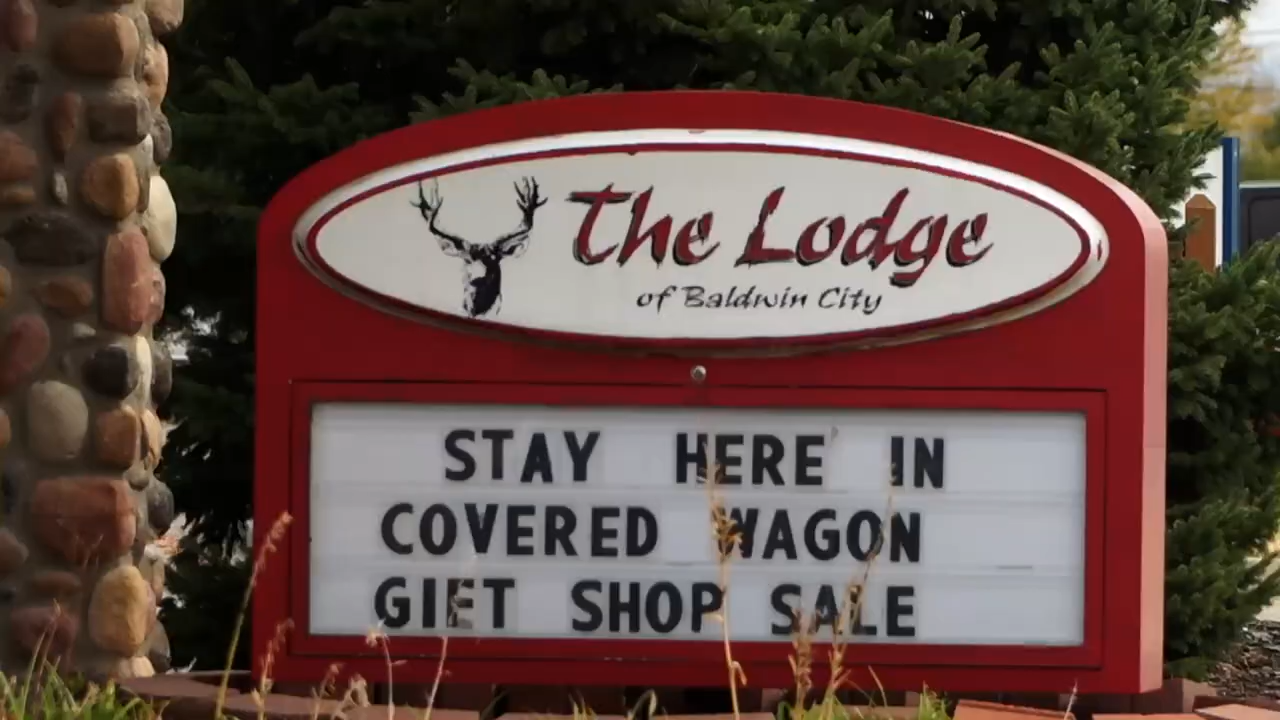 The Lodge
of Baldwin City
STAY HERE IN
COVERED WAGON
GIFT SHOP SALE